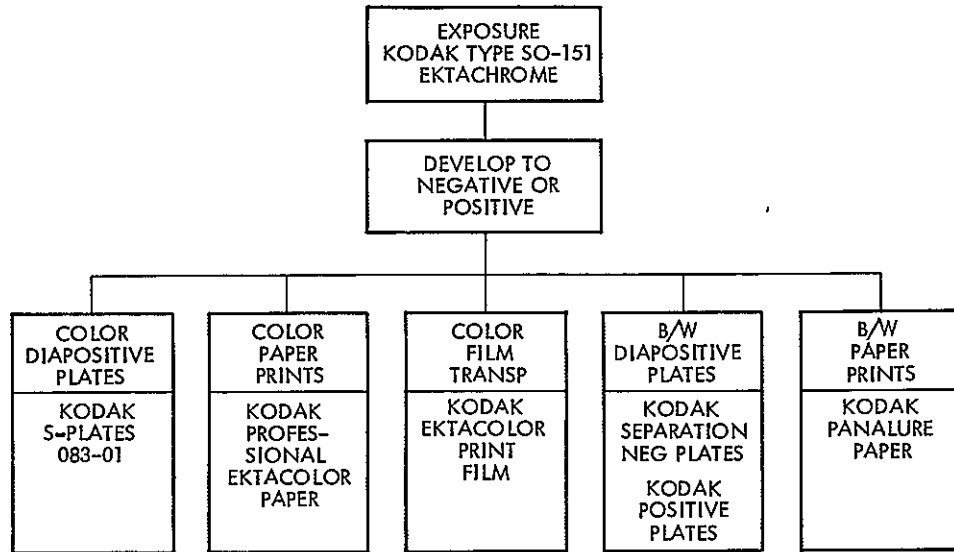 EXPOSURE
KODAK TYPE SO-151
EKTACHROME
DEVELOP TO
NEGATIVE OR
POSITIVE
COLOR
DIAPOSITIVE
PLATES
KODAK
S-PLATES
083-01
COLOR
PAPER
PRINTS
KODAK
PROFES-
SIONAL
EKTACOLOR
PAPER
COLOR
FILM
TRANSP
KODAK
EKTACOLOR
PRINT
FILM
B/W
DIAPOSITIVE
PLATES
KODAK
SEPARATION
NEG PLATES
KODAK
POSITIVE
PLATES
B/W
PAPER
PRINTS
KODAK
PANALURE
PAPER